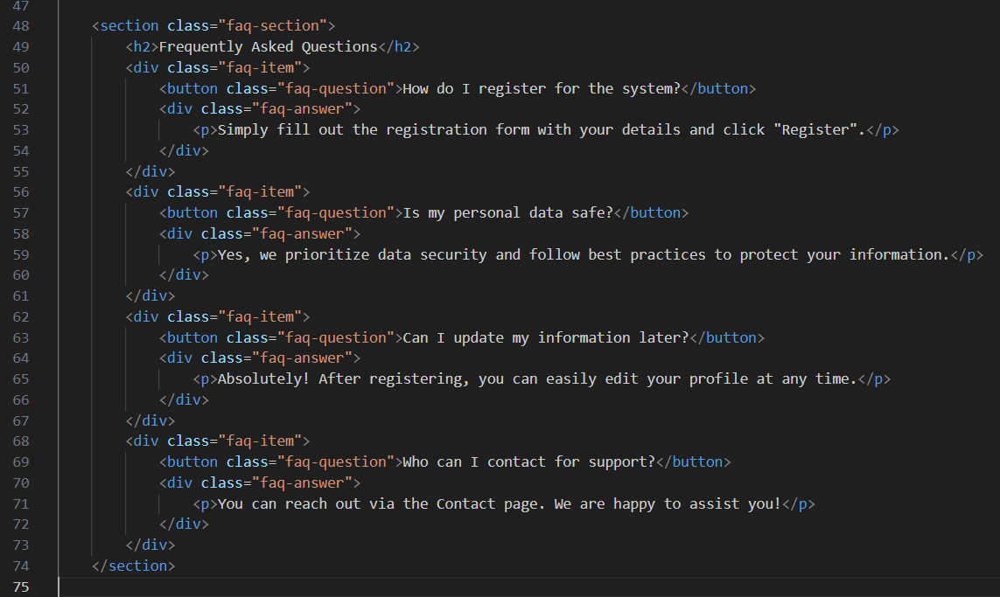 47
48 <section class="faq-section">
49 <h2>Frequently Asked Questions</h2>
50 <div class="faq-item">
51 <button class="faq-question">How do I register for the system?</button>
52 <div class="faq-answer">
53 <p>Simply fill out the registration form with your details and click "Register".</p>
54 </div>
55 </div>
56 <div class="faq-item">
57 <button class="faq-question">Is my personal data safe?</button>
58 <div class="faq-answer">
59 <p>Yes, we prioritize data security and follow best practices to protect your information.</p>
60 </div>
61 </div>
62 <div class="faq-item">
63 <button class="faq-question">Can I update my information later?</button>
64 <div class="faq-answer">
65 <p>Absolutely! After registering, you can easily edit your profile at any time.</p>
66 </div>
67 </div>
68 <div class="faq-item">
69 <button class="faq-question">Who can I contact for support?</button>
70 <div class="faq-answer">
71 <p>You can reach out via the Contact page. We are happy to assist you!</p>
72 </div>
73 </div>
74 </section>
75